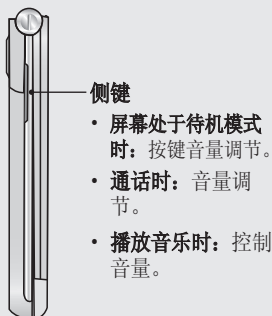 侧键
• 屏幕处于待机模式
时：按键音量调节。
• 通话时：音量调
节。
• 播放音乐时：控制
音量。